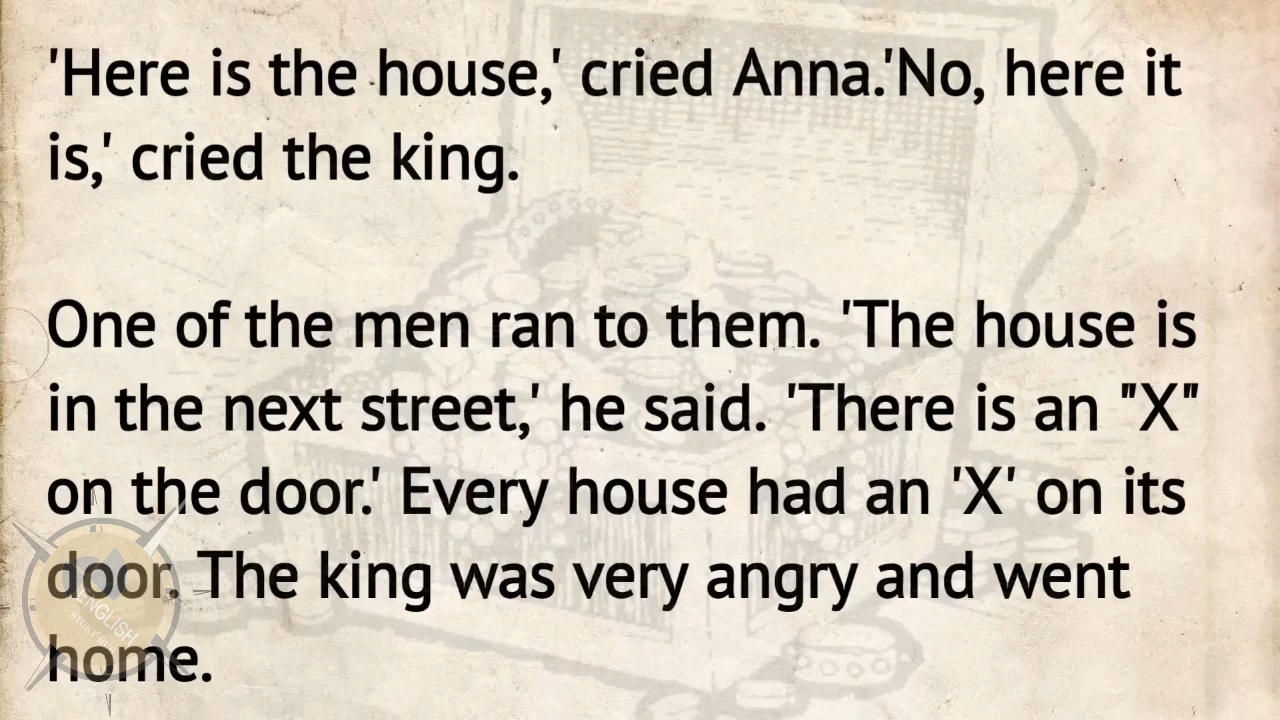 'Here is the house,' cried Anna.'No, here it
is,' cried the king.
One of the men ran to them. 'The house is
in the next street,' he said. 'There is an "X"
on the door.' Every house had an 'X' on its
door. The king was very angry and went
home.
ENGLISH